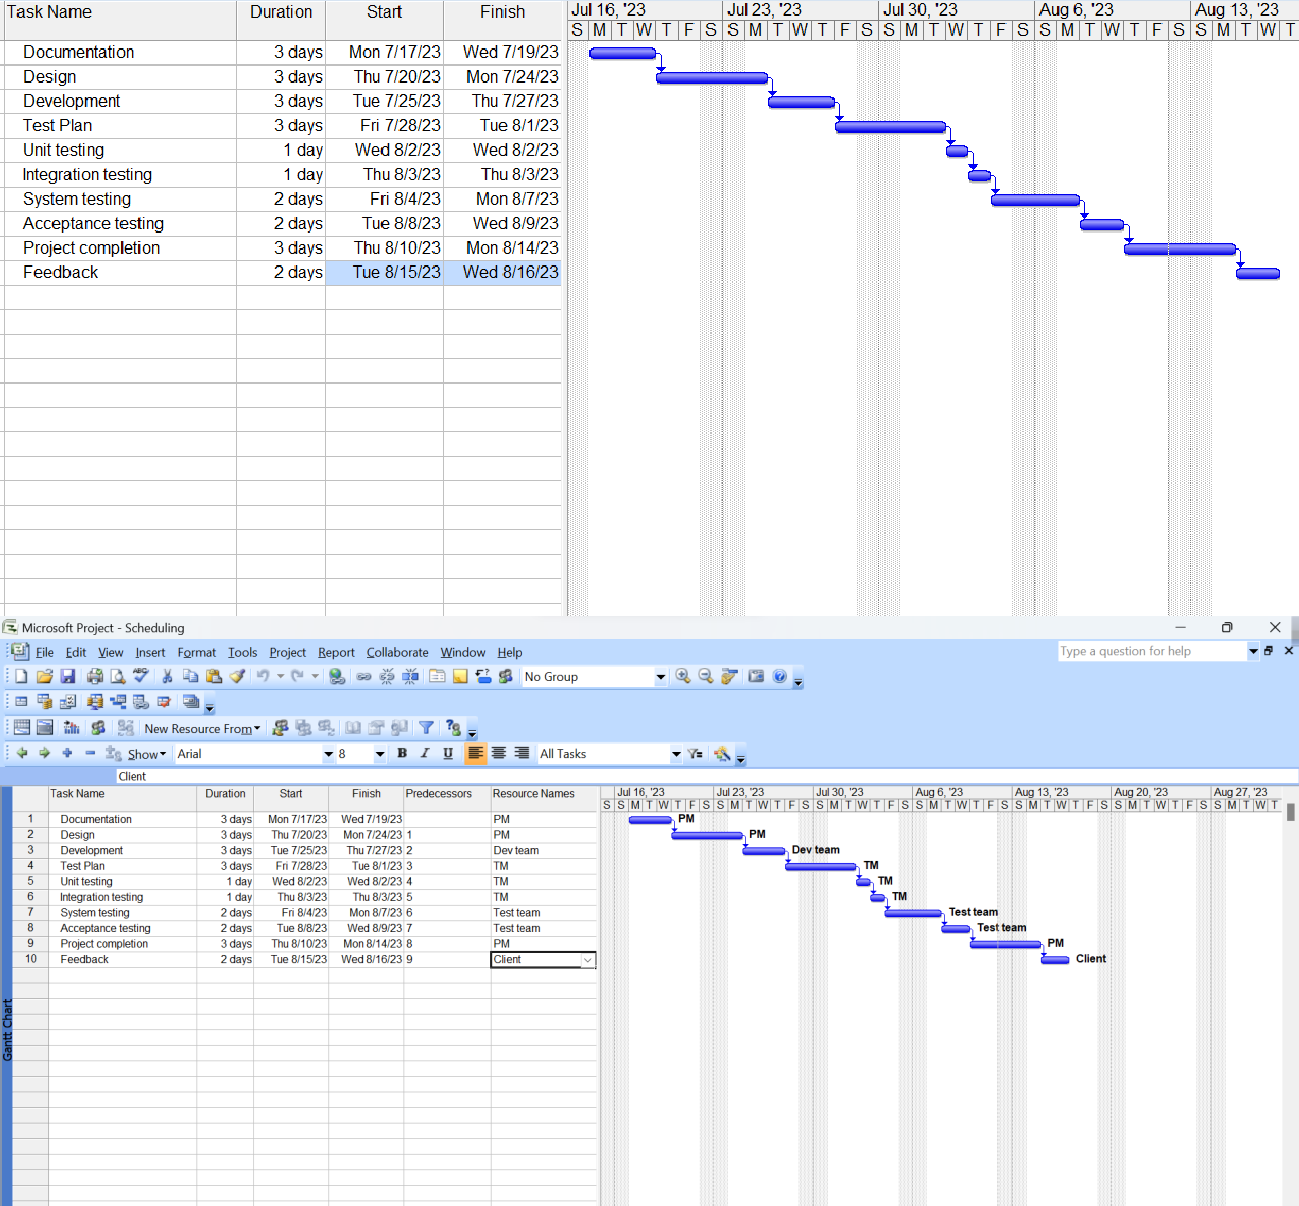 Task Name Duration Start Finish Jul 16, '23 Jul 23, '23 Jul 30, '23 Aug 6, '23 Aug 13, '23
S M T W T F S S M T W T F S S M T W T F S S M T W T F S S M T W T
Documentation 3 days Mon 7/17/23 Wed 7/19/23
Design 3 days Thu 7/20/23 Mon 7/24/23
Development 3 days Tue 7/25/23 Thu 7/27/23
Test Plan 3 days Fri 7/28/23 Tue 8/1/23
Unit testing 1 day Wed 8/2/23 Wed 8/2/23
Integration testing 1 day Thu 8/3/23 Thu 8/3/23
System testing 2 days Fri 8/4/23 Mon 8/7/23
Acceptance testing 2 days Tue 8/8/23 Wed 8/9/23
Project completion 3 days Thu 8/10/23 Mon 8/14/23
Feedback 2 days Tue 8/15/23 Wed 8/16/23
Microsoft Project - Scheduling
File Edit View Insert Format Tools Project Report Collaborate Window Help Type a question for help
No Group
New Resource From
Show Arial 8 B I U All Tasks
Client
Task Name Duration Start Finish Predecessors Resource Names Jul 16, '23 Jul 23, '23 Jul 30, '23 Aug 6, '23 Aug 13, '23 Aug 20, '23 Aug 27, '23
S S M T W T F S S M T W T F S S M T W T F S S M T W T F S S M T W T F S S M T W T F S S M T W T
1 Documentation 3 days Mon 7/17/23 Wed 7/19/23 PM PM
2 Design 3 days Thu 7/20/23 Mon 7/24/23 1 PM PM
3 Development 3 days Tue 7/25/23 Thu 7/27/23 2 Dev team Dev team
4 Test Plan 3 days Fri 7/28/23 Tue 8/1/23 3 TM TM
5 Unit testing 1 day Wed 8/2/23 Wed 8/2/23 4 TM TM
6 Integration testing 1 day Thu 8/3/23 Thu 8/3/23 5 TM TM
7 System testing 2 days Fri 8/4/23 Mon 8/7/23 6 Test team Test team
8 Acceptance testing 2 days Tue 8/8/23 Wed 8/9/23 7 Test team Test team
9 Project completion 3 days Thu 8/10/23 Mon 8/14/23 8 PM PM
10 Feedback 2 days Tue 8/15/23 Wed 8/16/23 9 Client Client
Gantt Chart